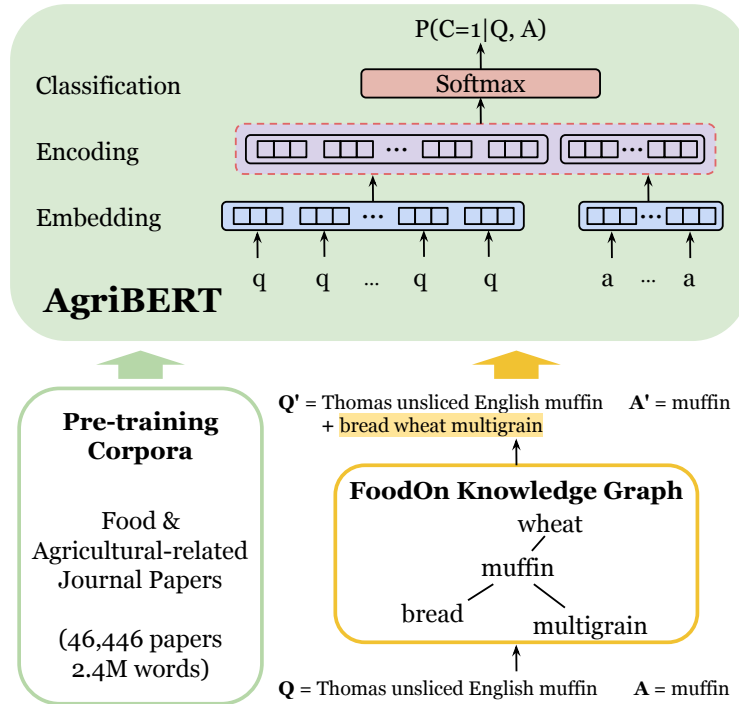 P(C=1|Q, A)
Classification
Softmax
Encoding
...
...
Embedding
...
...
q q ... q q a ... a
AgriBERT
Q' = Thomas unsliced English muffin A' = muffin
+ bread wheat multigrain
Pre-training
Corpora
Food &
Agricultural-related
Journal Papers
(46,446 papers
2.4M words)
FoodOn Knowledge Graph
wheat
muffin
bread
multigrain
Q = Thomas unsliced English muffin A = muffin